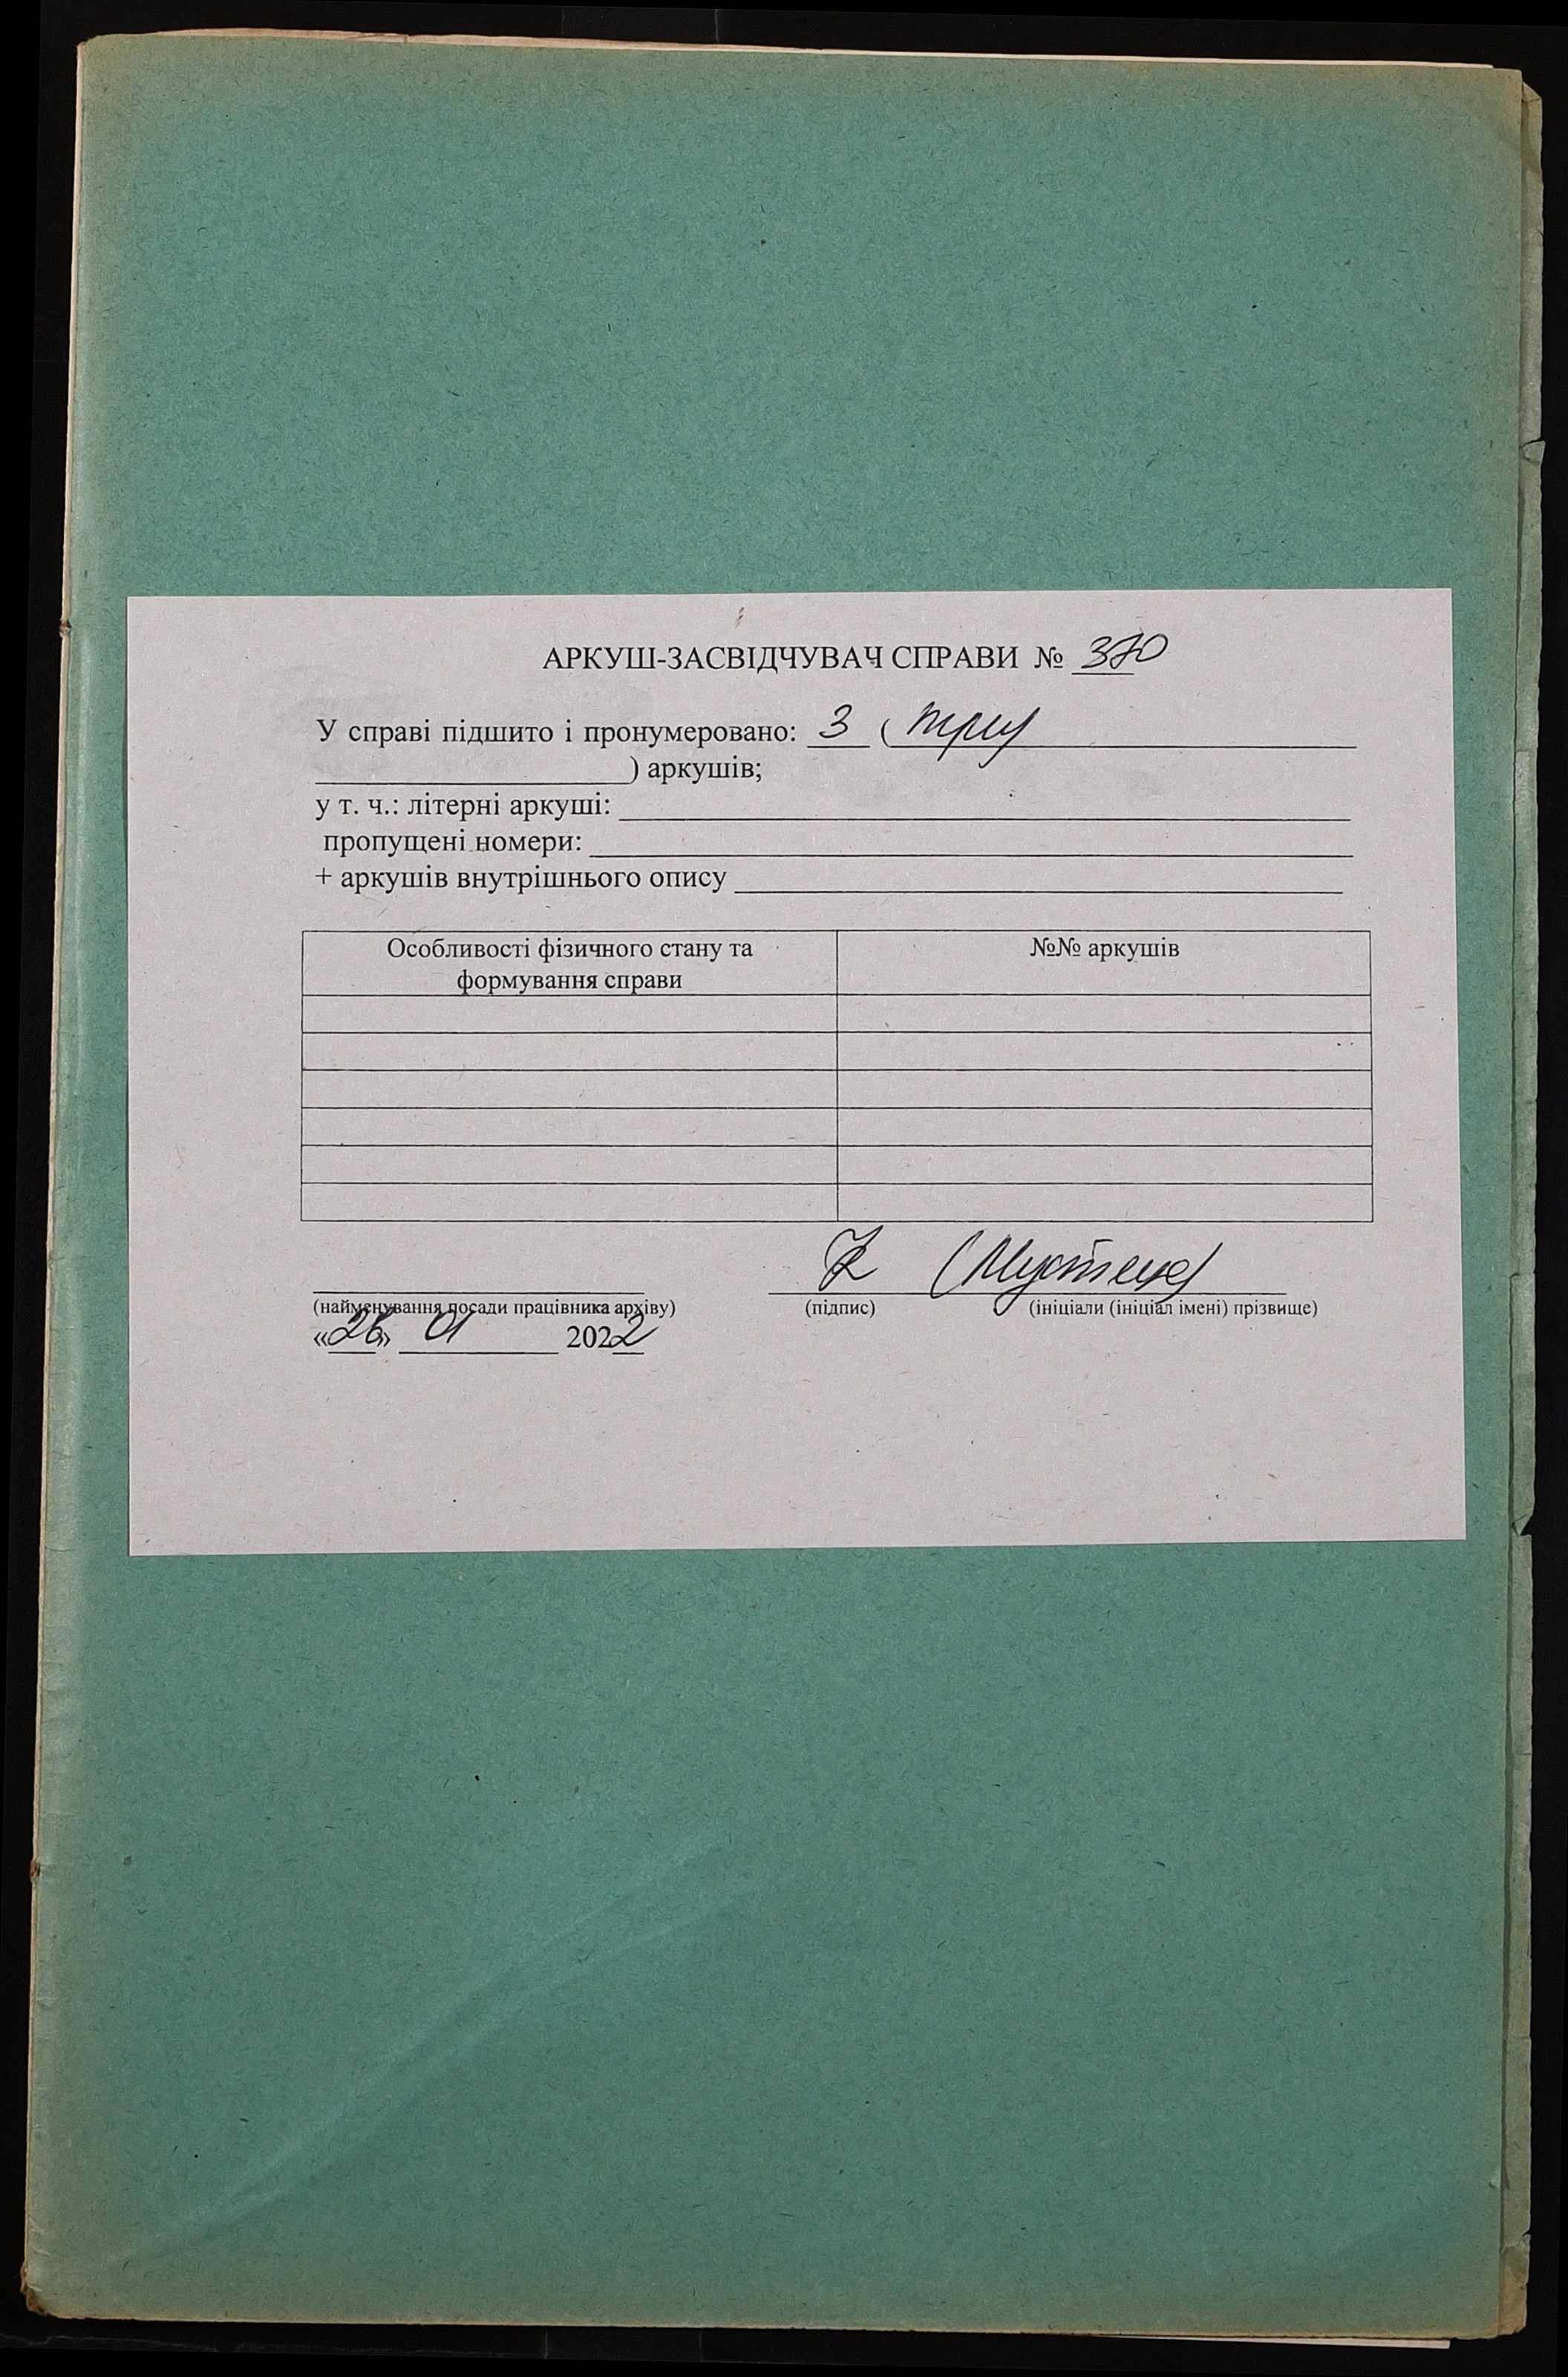 АРКУШ-ЗАСВІДЧУВАЧ СПРАВИ № 370
У справі підшито і пронумеровано: 3 ( три
) аркушів;
у т. ч.: літерні аркуші:
пропущені номери:
+ аркушів внутрішнього опису
Особливості фізичного стану та формування справи
№№ аркушів
(найменування посади працівника архіву) (підпис) (ініціали (ініціал імені) прізвище)
«26» 01 2022